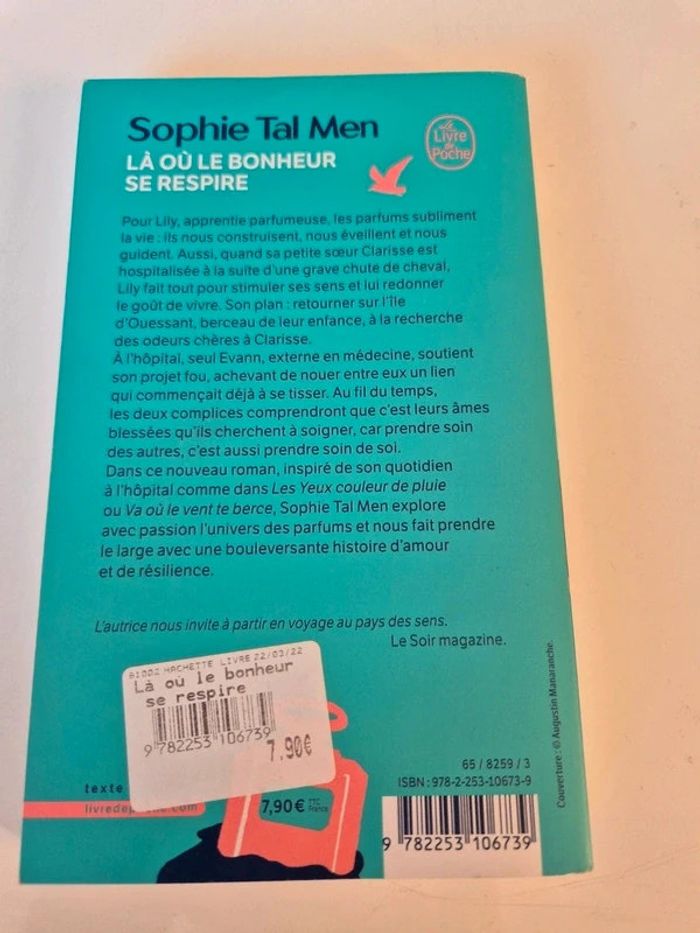 Sophie Tal Men
Le
Livre
de
Poche
LÀ OÙ LE BONHEUR
SE RESPIRE
Pour Lily, apprentie parfumeuse, les parfums subliment
la vie : ils nous construisent, nous éveillent et nous
guident. Aussi, quand sa petite sœur Clarisse est
hospitalisée à la suite d'une grave chute de cheval,
Lily fait tout pour stimuler ses sens et lui redonner
le goût de vivre. Son plan : retourner sur l'île
d'Ouessant, berceau de leur enfance, à la recherche
des odeurs chères à Clarisse.
À l'hôpital, seul Evann, externe en médecine, soutient
son projet fou, achevant de nouer entre eux un lien
qui commençait déjà à se tisser. Au fil du temps,
les deux complices comprendront que c'est leurs âmes
blessées qu'ils cherchent à soigner, car prendre soin
des autres, c'est aussi prendre soin de soi.
Dans ce nouveau roman, inspiré de son quotidien
à l'hôpital comme dans Les Yeux couleur de pluie
ou Va où le vent te berce, Sophie Tal Men explore
avec passion l'univers des parfums et nous fait prendre
le large avec une bouleversante histoire d'amour
et de résilience.
L'autrice nous invite à partir en voyage au pays des sens.
Le Soir magazine.
81002 HACHETTE LIVRE 22/03/22
Là où le bonheur
se respire
9 782253 106739
7.90€
texte
7,90 € TTC
France
65 / 8259 / 3
ISBN : 978-2-253-10673-9
9 782253 106739
Couverture : © Augustin Manaranche.